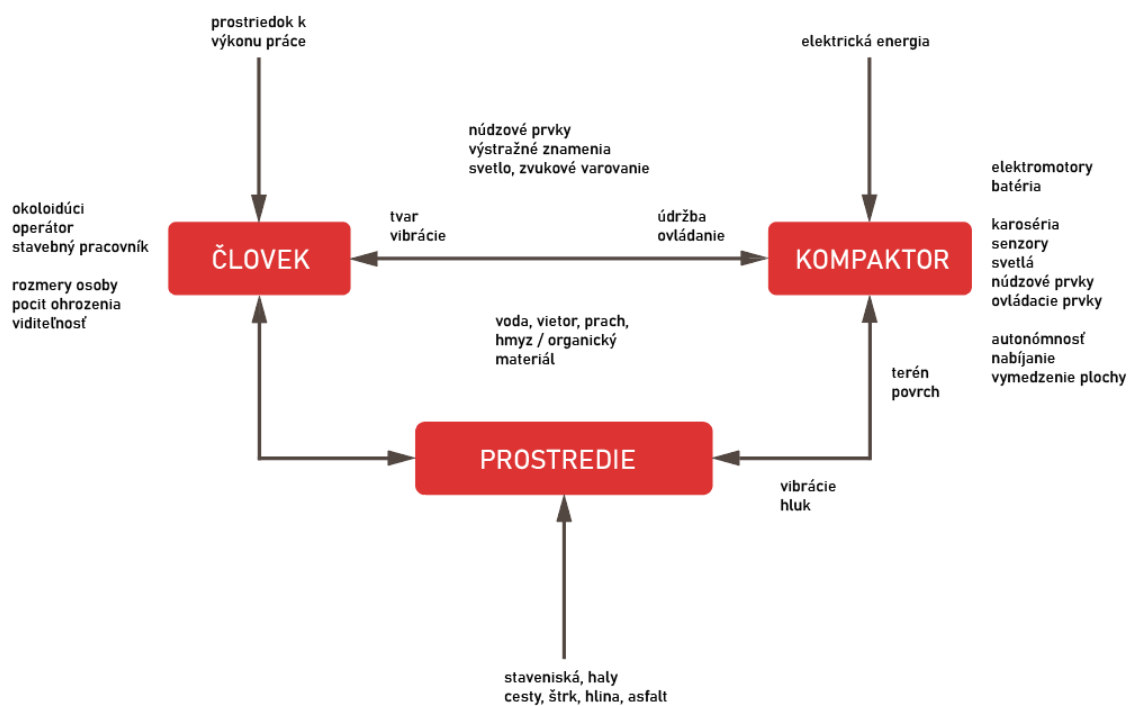 prostriedok k
výkonu práce
elektrická energia
núdzové prvky
výstražné znamenia
svetlo, zvukové varovanie
elektromotory
batéria
okoloidúci
operátor
stavebný pracovník
tvar
vibrácie
údržba
ovládanie
ČLOVEK
KOMPAKTOR
karoséria
senzory
svetlá
núdzové prvky
ovládacie prvky
rozmery osoby
pocit ohrozenia
viditeľnosť
voda, vietor, prach,
hmyz / organický
materiál
autonómnosť
nabíjanie
vymedzenie plochy
terén
povrch
PROSTREDIE
vibrácie
hluk
staveniská, haly
cesty, štrk, hlina, asfalt